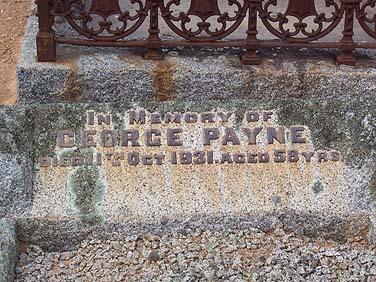 In Memory of
GEORGE PAYNE
Died 11th Oct 1931. Aged 58 Yrs.